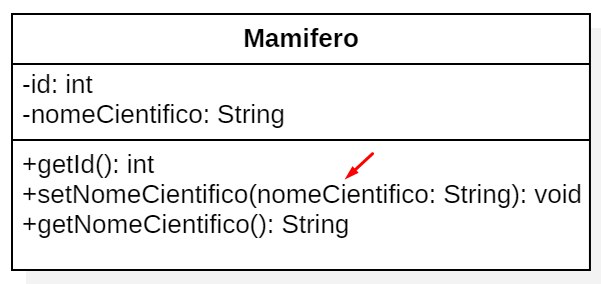 Mamifero
-id: int
-nomeCientifico: String
+getId(): int
+setNomeCientifico(nomeCientifico: String): void
+getNomeCientifico(): String